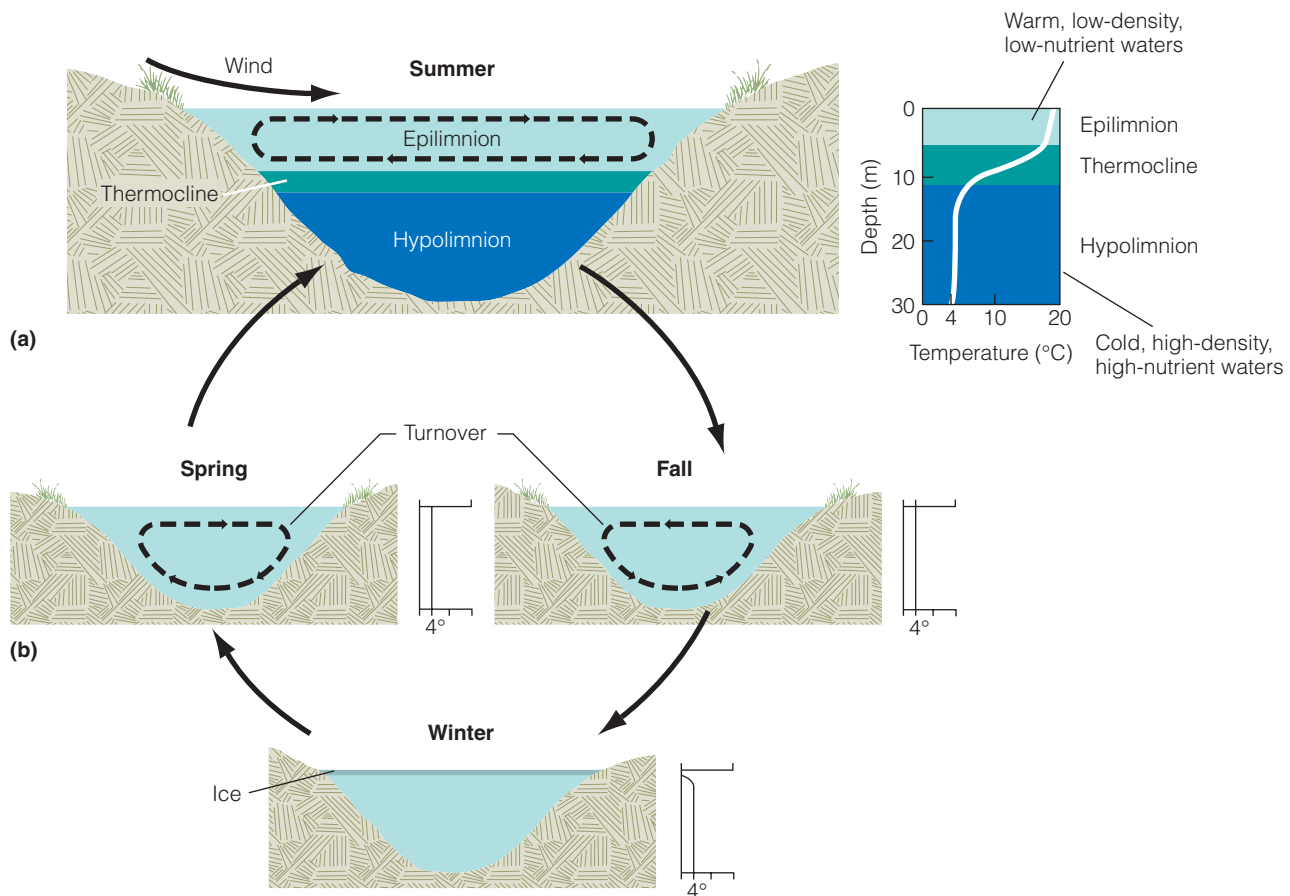 Wind
Summer
Epilimnion
Thermocline
Hypolimnion
(a)
Warm, low-density,
low-nutrient waters
0
10
20
30
Depth (m)
Epilimnion
Thermocline
Hypolimnion
0 4 10 20
Temperature (°C)
Cold, high-density,
high-nutrient waters
Turnover
Spring
Fall
4°
4°
(b)
Winter
Ice
4°